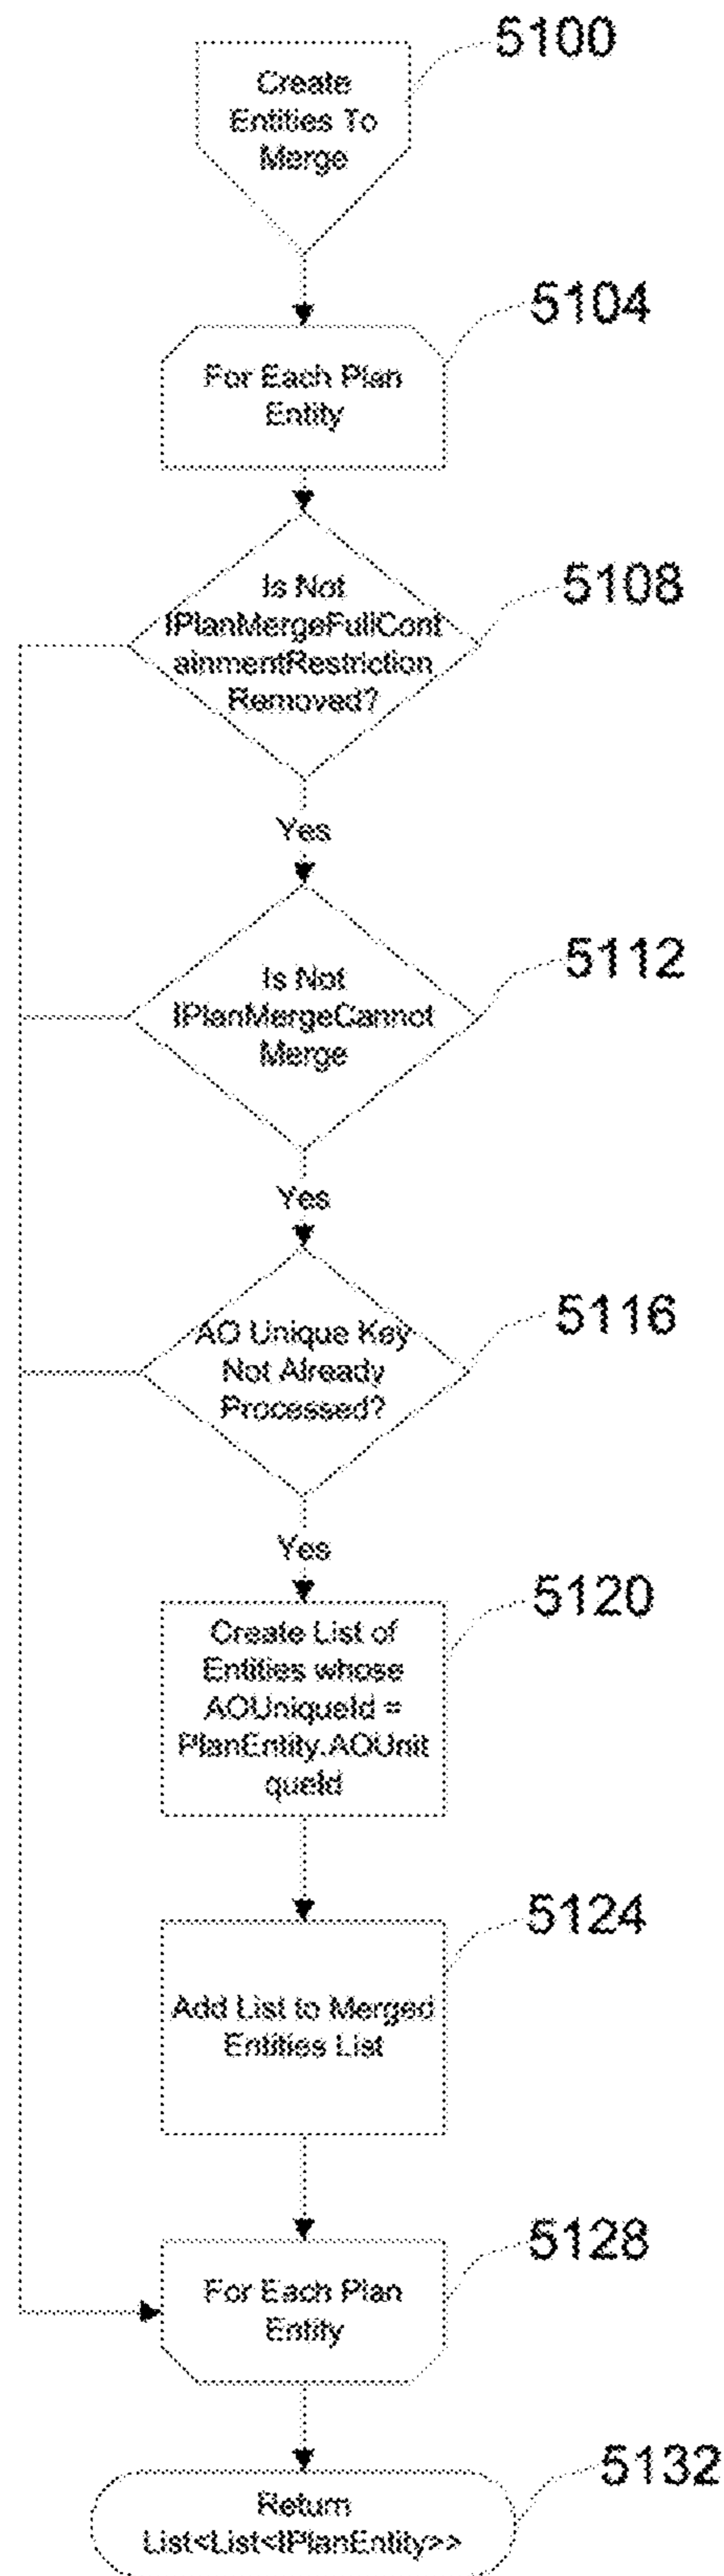 5100
Create
Entities To
Merge
5104
For Each Plan
Entity
5108
Is Not
IPlanMergeFullCont
ainmentRestriction
Removed?
Yes
5112
Is Not
IPlanMergeCannot
Merge
Yes
5116
AO Unique Key
Not Already
Processed?
Yes
5120
Create List of
Entities whose
AOUniqueId =
PlanEntity.AOUnit
queId
5124
Add List to Merged
Entities List
5128
For Each Plan
Entity
5132
Return
List<List<IPlanEntity>>